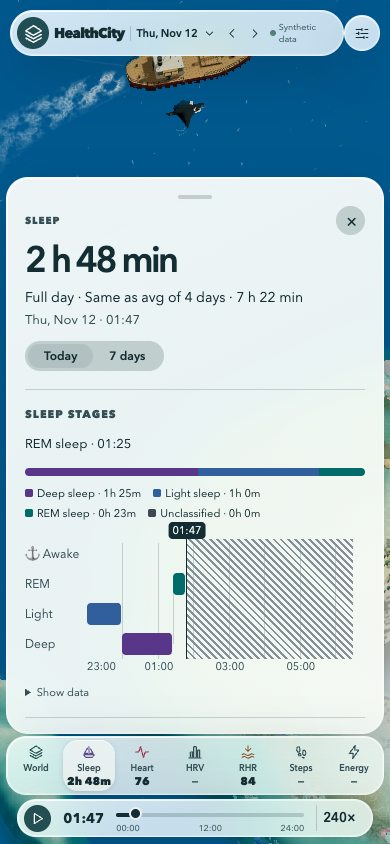 HealthCity
Thu, Nov 12
Synthetic
data
SLEEP
2 h 48 min
Full day · Same as avg of 4 days · 7 h 22 min
Thu, Nov 12 · 01:47
Today
7 days
SLEEP STAGES
REM sleep · 01:25
Deep sleep · 1h 25m
Light sleep · 1h 0m
REM sleep · 0h 23m
Unclassified · 0h 0m
01:47
Awake
REM
Light
Deep
23:00
01:00
03:00
05:00
Show data
World
Sleep
2h 48m
Heart
76
HRV
–
RHR
84
Steps
–
Energy
–
01:47
00:00
12:00
24:00
240×